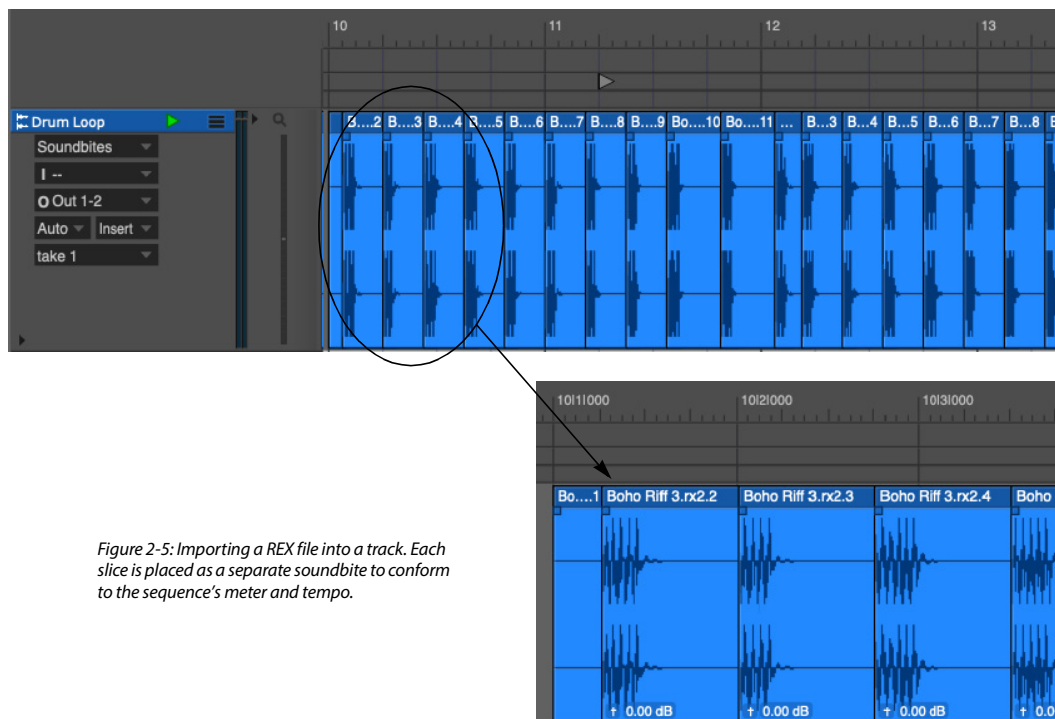 10 11 12 13
Drum Loop
B....2 B...3 B....4 B....5 B...6 B....7 B....8 B....9 Bo....10 Bo....11 ... B...3 B....4 B...5 B...6 B...7 B...8
Soundbites
I --
O Out 1-2
Auto Insert
take 1
10|1|000 10|2|000 10|3|000
Bo....1 Boho Riff 3.rx2.2 Boho Riff 3.rx2.3 Boho Riff 3.rx2.4 Boho
Figure 2-5: Importing a REX file into a track. Each
slice is placed as a separate soundbite to conform
to the sequence’s meter and tempo.
0.00 dB 0.00 dB 0.00 dB 0.0